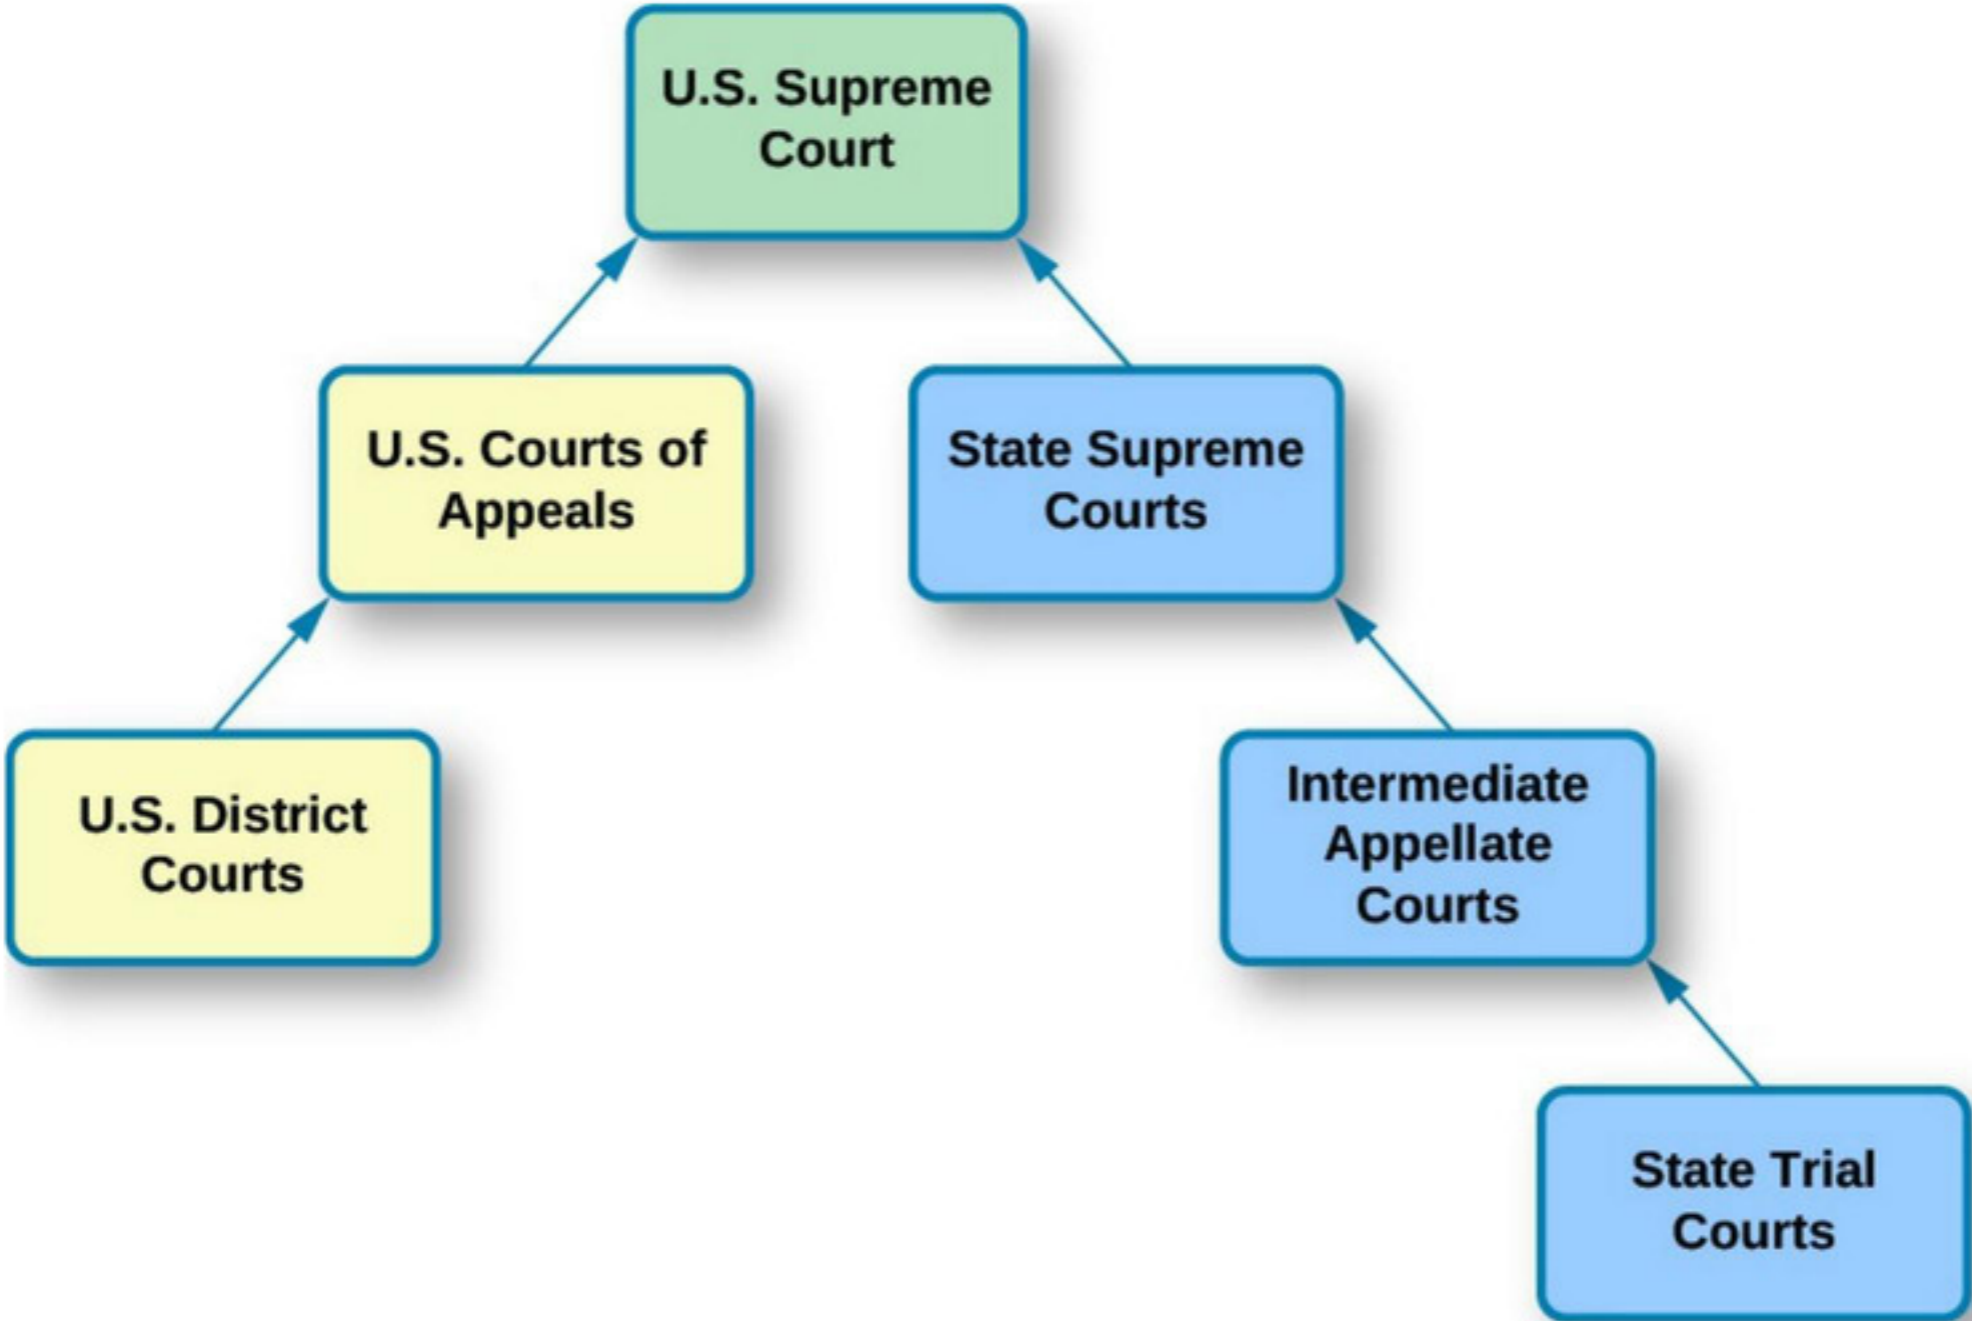 U.S. Supreme
Court
U.S. Courts of
Appeals
State Supreme
Courts
U.S. District
Courts
Intermediate
Appellate
Courts
State Trial
Courts